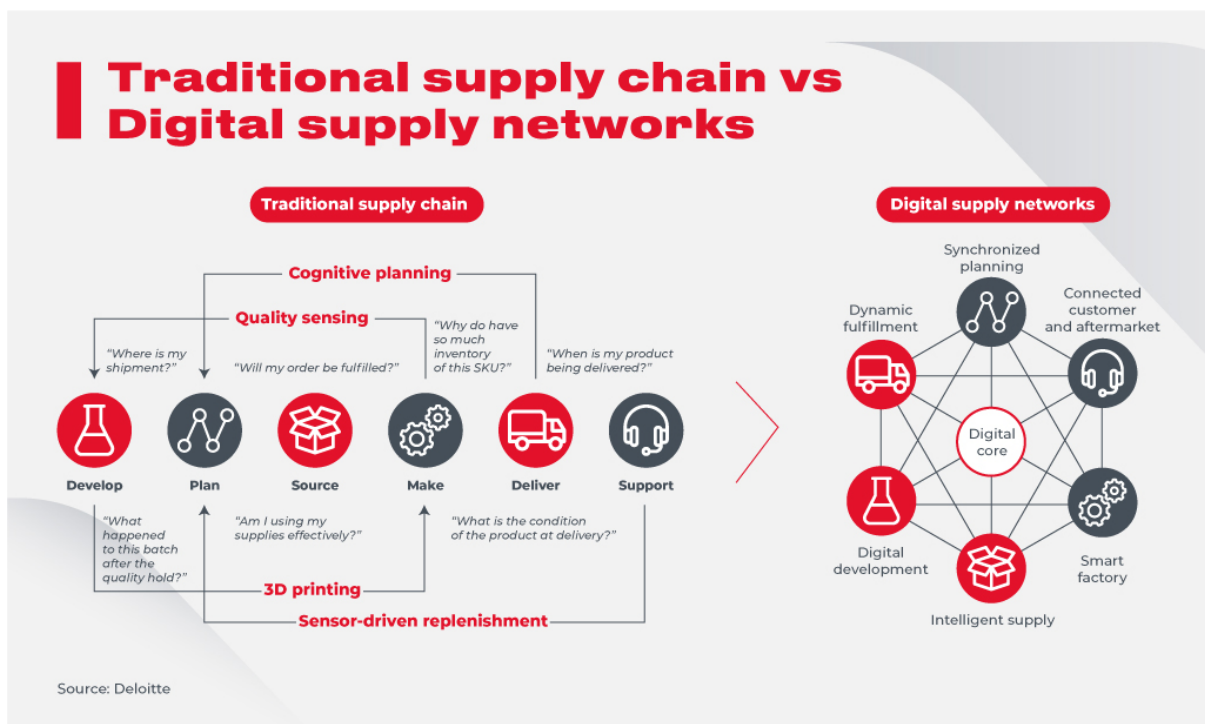 Traditional supply chain vs
Digital supply networks
Traditional supply chain
Cognitive planning
Quality sensing
“Where is my
shipment?”
“Will my order be fulfilled?”
“Why do have
so much
inventory
of this SKU?”
“When is my product
being delivered?”
Develop
Plan
Source
Make
Deliver
Support
“What
happened
to this batch
after the
quality hold?”
“Am I using my
supplies effectively?”
“What is the condition
of the product at delivery?”
3D printing
Sensor-driven replenishment
Digital supply networks
Synchronized
planning
Dynamic
fulfillment
Connected
customer
and aftermarket
Digital
core
Digital
development
Smart
factory
Intelligent supply
Source: Deloitte